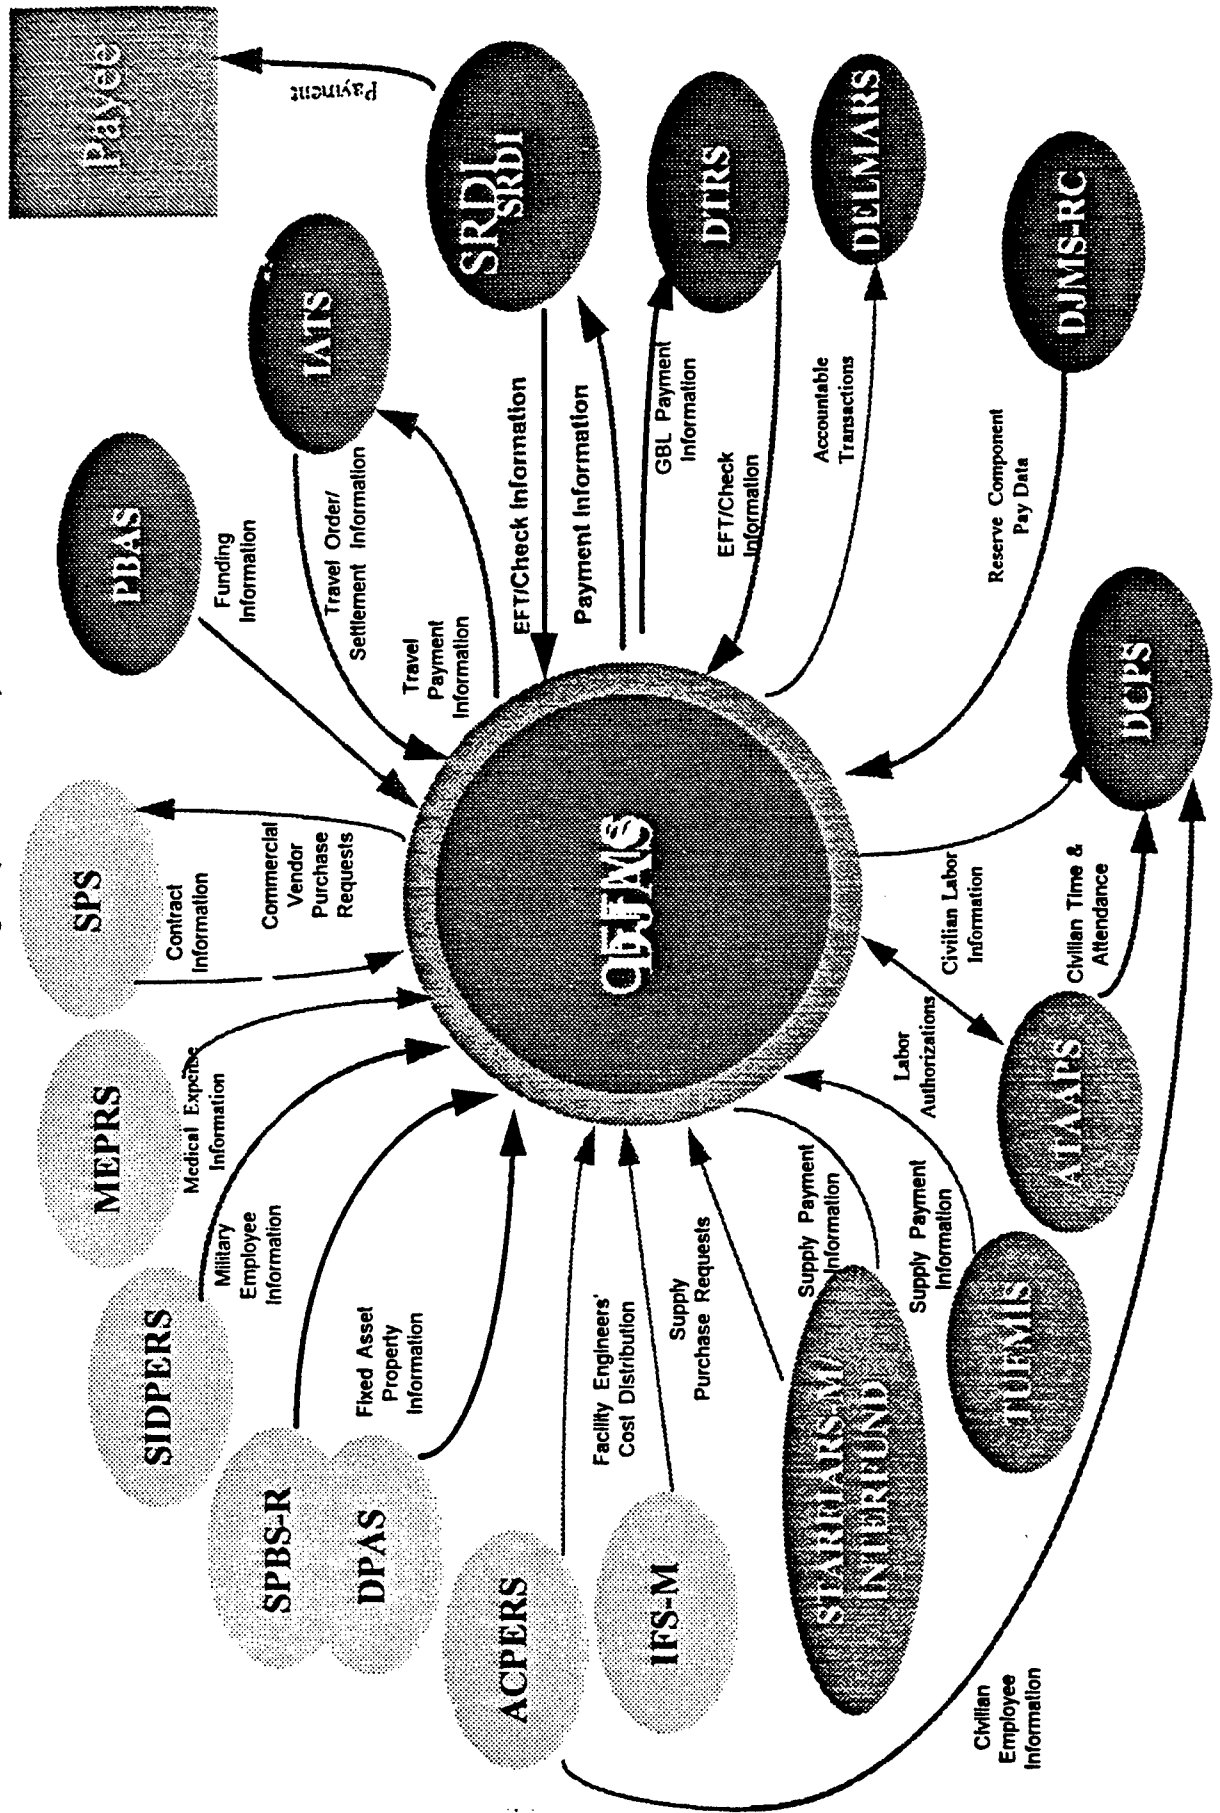 Payee
Payment
SRDI
SRDI
DTRS
DELMARS
DJMS-RC
IATS
PBAS
Funding
Information
Travel Order/
Settlement Information
Travel
Payment
Information
EFT/Check Information
Payment Information
GBL Payment
Information
EFT/Check
Information
Accountable
Transactions
Reserve Component
Pay Data
DCPS
SPS
Contract
Information
Commercial
Vendor
Purchase
Requests
MEPRS
Medical Expense
Information
SIDPERS
Military
Employee
Information
SPBS-R
DPAS
Fixed Asset
Property
Information
ACPERS
IFS-M
Facility Engineers'
Cost Distribution
Supply
Purchase Requests
INTERFUND
Supply Payment
Information
Supply Payment
Information
TUFMIS
Labor
Authorizations
ATAAPS
Civilian Labor
Information
Civilian Time &
Attendance
Civilian
Employee
Information